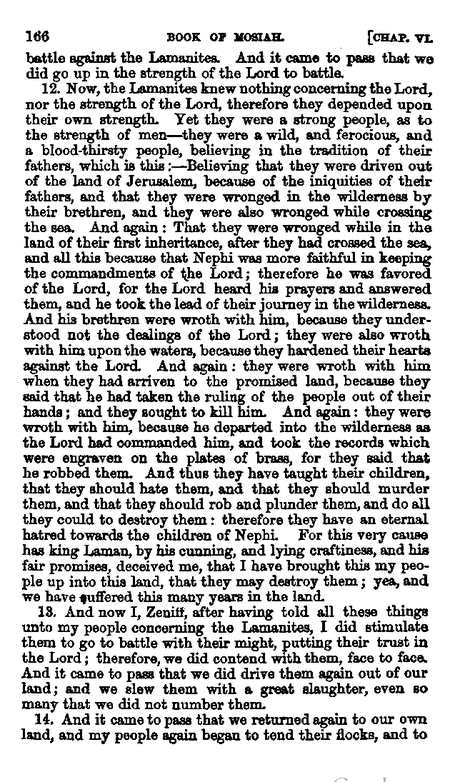 166 BOOK OF MOSIAH. [CHAP. VI.
battle against the Lamanites. And it came to pass that we
did go up in the strength of the Lord to battle.
12. Now, the Lamanites knew nothing concerning the Lord,
nor the strength of the Lord, therefore they depended upon
their own strength. Yet they were a strong people, as to
the strength of men—they were a wild, and ferocious, and
a blood-thirsty people, believing in the tradition of their
fathers, which is this:—Believing that they were driven out
of the land of Jerusalem, because of the iniquities of their
fathers, and that they were wronged in the wilderness by
their brethren, and they were also wronged while crossing
the sea. And again: That they were wronged while in the
land of their first inheritance, after they had crossed the sea,
and all this because that Nephi was more faithful in keeping
the commandments of the Lord; therefore he was favored
of the Lord, for the Lord heard his prayers and answered
them, and he took the lead of their journey in the wilderness.
And his brethren were wroth with him, because they under-
stood not the dealings of the Lord; they were also wroth
with him upon the waters, because they hardened their hearts
against the Lord. And again: they were wroth with him
when they had arriven to the promised land, because they
said that he had taken the ruling of the people out of their
hands; and they sought to kill him. And again: they were
wroth with him, because he departed into the wilderness as
the Lord had commanded him, and took the records which
were engraven on the plates of brass, for they said that
he robbed them. And thus they have taught their children,
that they should hate them, and that they should murder
them, and that they should rob and plunder them, and do all
they could to destroy them: therefore they have an eternal
hatred towards the children of Nephi. For this very cause
has king Laman, by his cunning, and lying craftiness, and his
fair promises, deceived me, that I have brought this my peo-
ple up into this land, that they may destroy them; yea, and
we have suffered this many years in the land.
13. And now I, Zeniff, after having told all these things
unto my people concerning the Lamanites, I did stimulate
them to go to battle with their might, putting their trust in
the Lord; therefore, we did contend with them, face to face.
And it came to pass that we did drive them again out of our
land; and we slew them with a great slaughter, even so
many that we did not number them.
14. And it came to pass that we returned again to our own
land, and my people again began to tend their flocks, and to